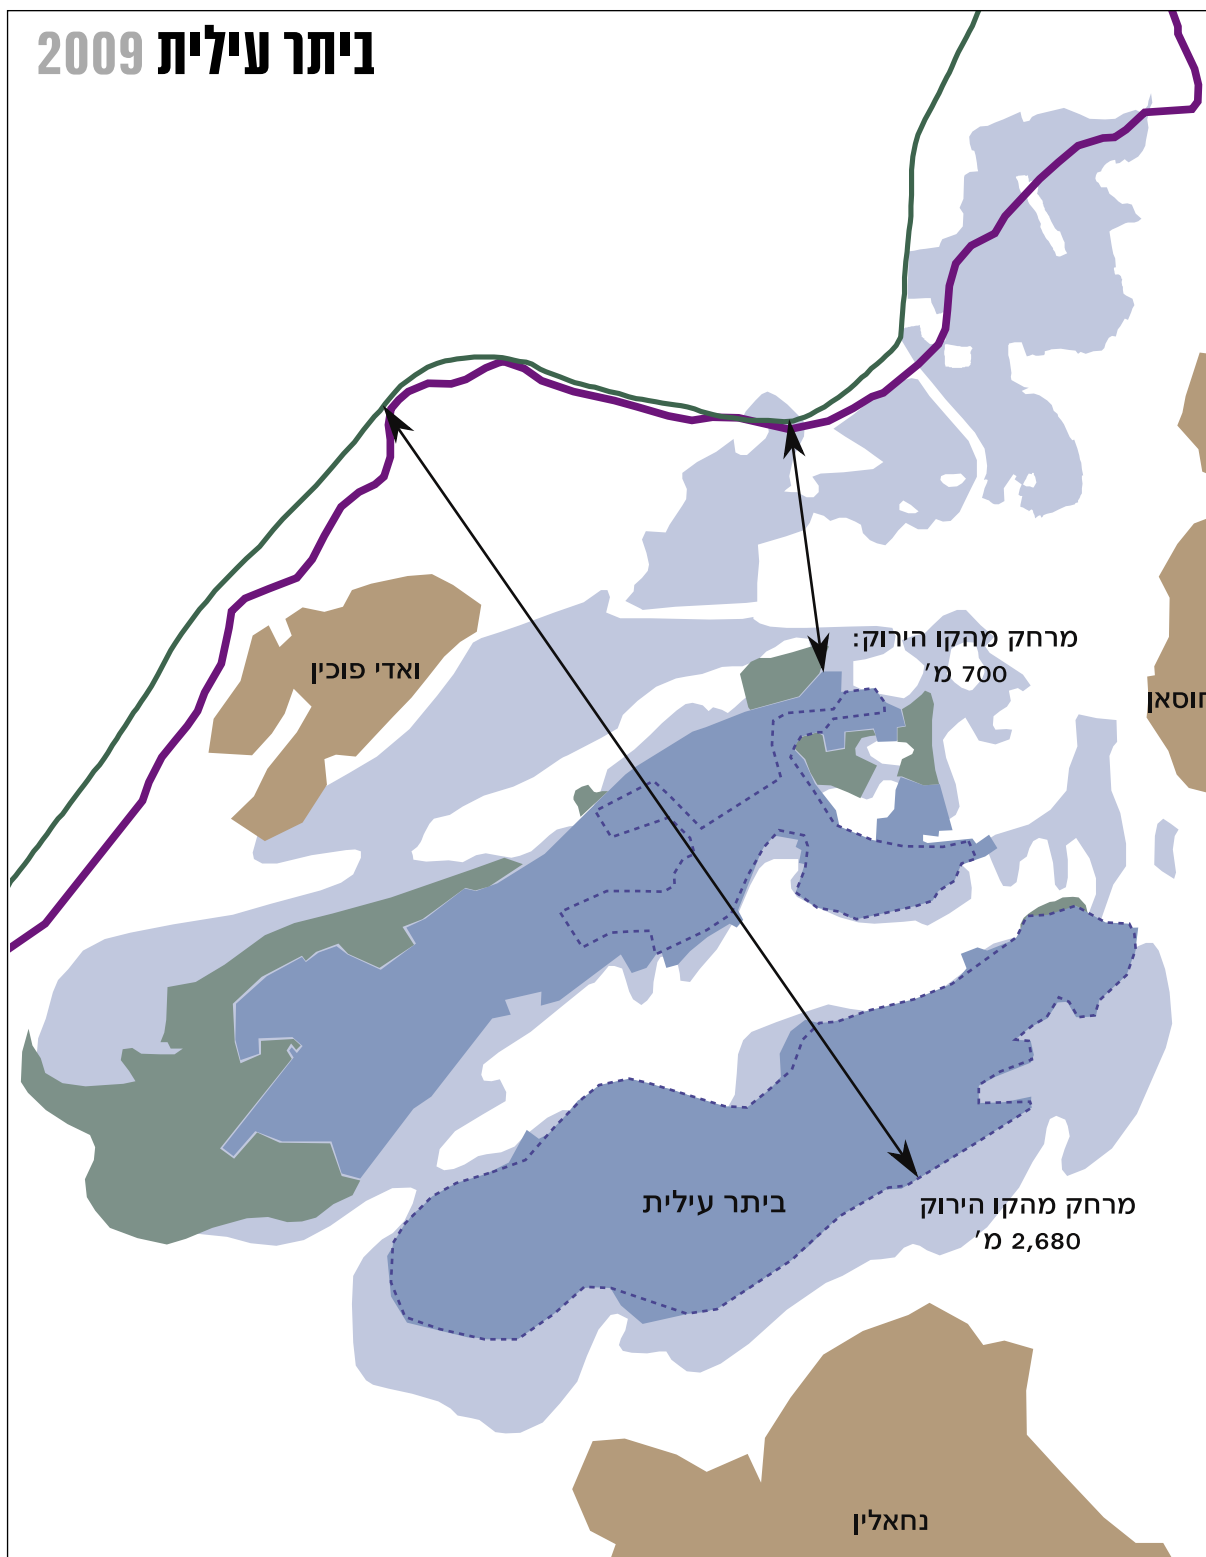 ביתר עילית 2009
ואדי פוכין
מרחק מהקו הירוק:
700 מ׳
חוסאן
ביתר עילית
מרחק מהקו הירוק
2,680 מ׳
נחאלין